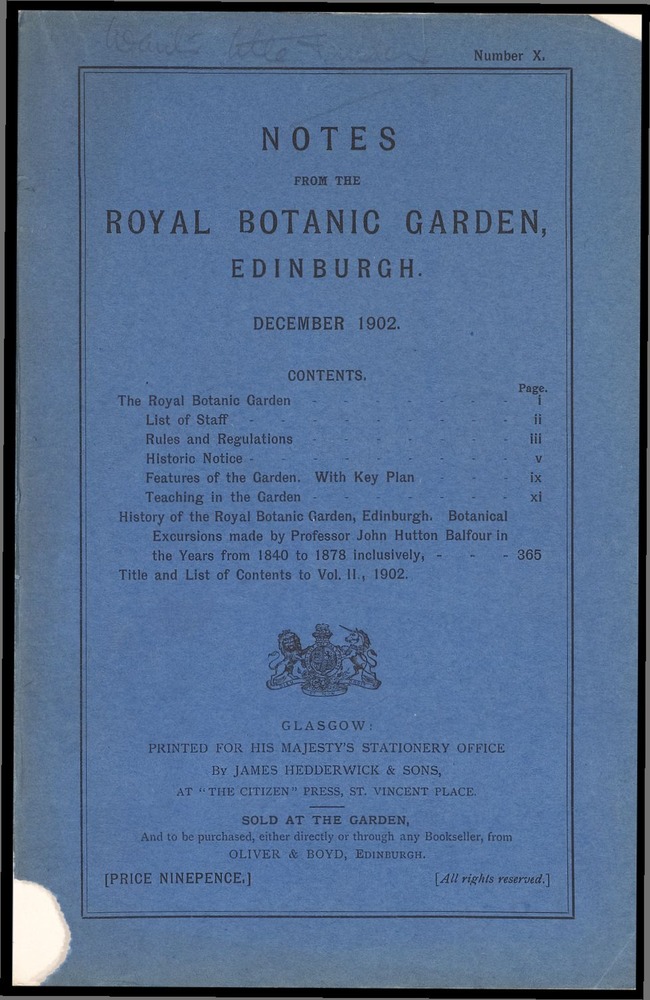 Number X.
NOTES
FROM THE
ROYAL BOTANIC GARDEN,
EDINBURGH.
DECEMBER 1902.
CONTENTS.
Page.
The Royal Botanic Garden - - - - - - i
List of Staff - - - - - - - ii
Rules and Regulations - - - - - - iii
Historic Notice - - - - - - - v
Features of the Garden. With Key Plan - - - ix
Teaching in the Garden - - - - - - xi
History of the Royal Botanic Garden, Edinburgh. Botanical
Excursions made by Professor John Hutton Balfour in
the Years from 1840 to 1878 inclusively, - - - 365
Title and List of Contents to Vol. II., 1902.
GLASGOW:
PRINTED FOR HIS MAJESTY'S STATIONERY OFFICE
By JAMES HEDDERWICK & SONS,
AT "THE CITIZEN" PRESS, ST. VINCENT PLACE.
SOLD AT THE GARDEN,
And to be purchased, either directly or through any Bookseller, from
OLIVER & BOYD, EDINBURGH.
[PRICE NINEPENCE.] [All rights reserved.]